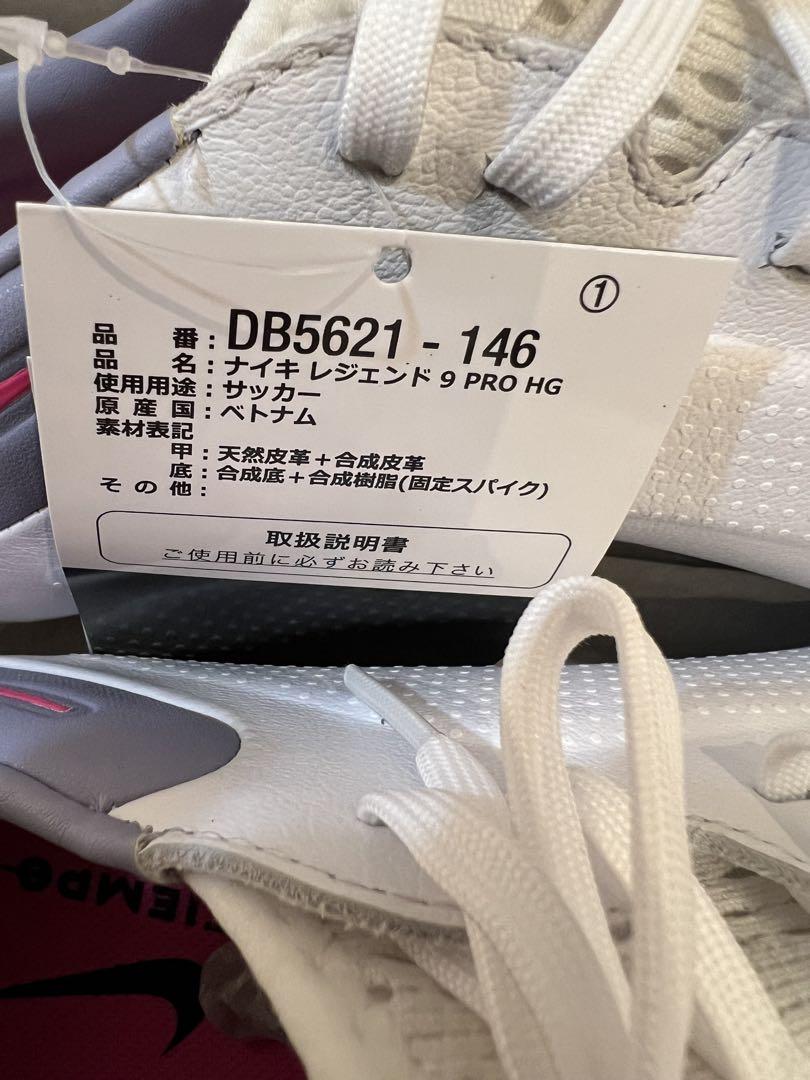 ①
品番：DB5621 - 146
品名：ナイキ レジェンド 9 PRO HG
使用用途：サッカー
原産国：ベトナム
素材表記
甲：天然皮革＋合成皮革
底：合成底＋合成樹脂(固定スパイク)
その他：
取扱説明書
ご使用前に必ずお読み下さい
TIEMPO